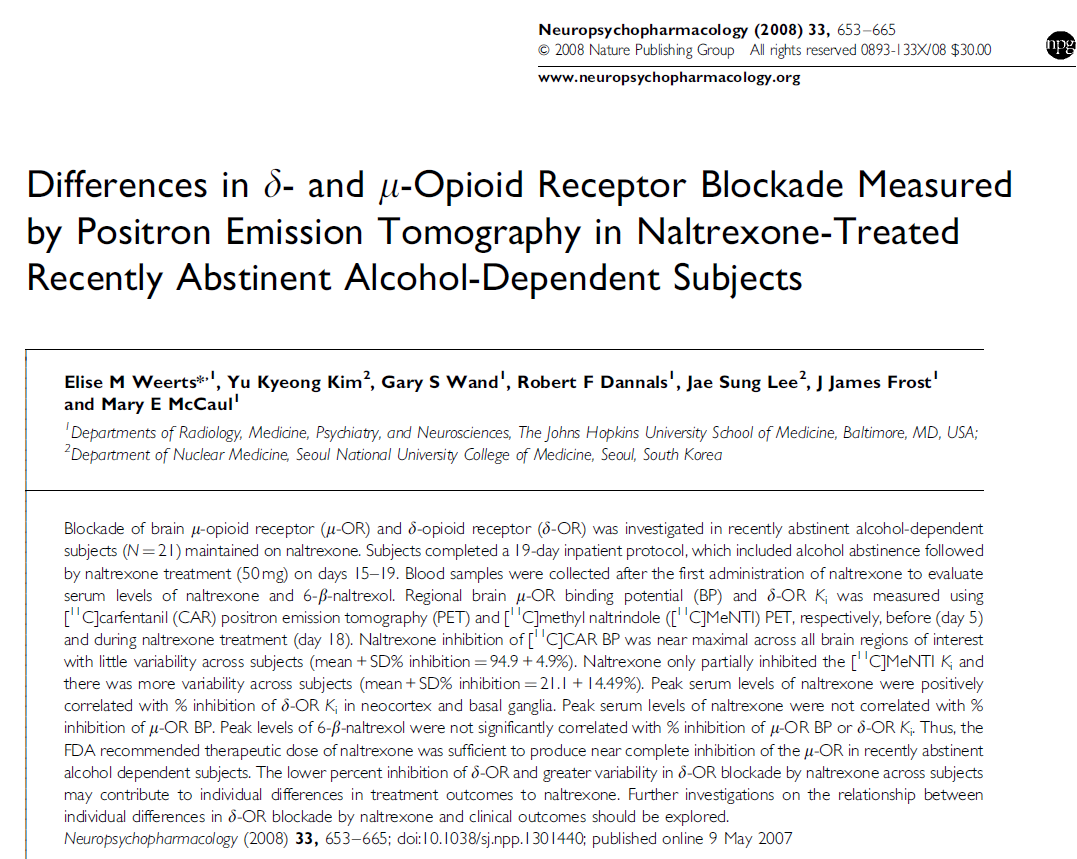 Neuropsychopharmacology (2008) 33, 653–665
© 2008 Nature Publishing Group All rights reserved 0893-133X/08 $30.00
npg
www.neuropsychopharmacology.org
Differences in δ- and μ-Opioid Receptor Blockade Measured
by Positron Emission Tomography in Naltrexone-Treated
Recently Abstinent Alcohol-Dependent Subjects
Elise M Weerts*,1, Yu Kyeong Kim2, Gary S Wand1, Robert F Dannals1, Jae Sung Lee2, J James Frost1
and Mary E McCaul1
1Departments of Radiology, Medicine, Psychiatry, and Neurosciences, The Johns Hopkins University School of Medicine, Baltimore, MD, USA;
2Department of Nuclear Medicine, Seoul National University College of Medicine, Seoul, South Korea
Blockade of brain μ-opioid receptor (μ-OR) and δ-opioid receptor (δ-OR) was investigated in recently abstinent alcohol-dependent
subjects (N=21) maintained on naltrexone. Subjects completed a 19-day inpatient protocol, which included alcohol abstinence followed
by naltrexone treatment (50 mg) on days 15–19. Blood samples were collected after the first administration of naltrexone to evaluate
serum levels of naltrexone and 6-β-naltrexol. Regional brain μ-OR binding potential (BP) and δ-OR Ki was measured using
[11C]carfentanil (CAR) positron emission tomography (PET) and [11C]methyl naltrindole ([11C]MeNTI) PET, respectively, before (day 5)
and during naltrexone treatment (day 18). Naltrexone inhibition of [11C]CAR BP was near maximal across all brain regions of interest
with little variability across subjects (mean+SD% inhibition=94.9+4.9%). Naltrexone only partially inhibited the [11C]MeNTI Ki and
there was more variability across subjects (mean+SD% inhibition=21.1+14.49%). Peak serum levels of naltrexone were positively
correlated with % inhibition of δ-OR Ki in neocortex and basal ganglia. Peak serum levels of naltrexone were not correlated with %
inhibition of μ-OR BP. Peak levels of 6-β-naltrexol were not significantly correlated with % inhibition of μ-OR BP or δ-OR Ki. Thus, the
FDA recommended therapeutic dose of naltrexone was sufficient to produce near complete inhibition of the μ-OR in recently abstinent
alcohol dependent subjects. The lower percent inhibition of δ-OR and greater variability in δ-OR blockade by naltrexone across subjects
may contribute to individual differences in treatment outcomes to naltrexone. Further investigations on the relationship between
individual differences in δ-OR blockade by naltrexone and clinical outcomes should be explored.
Neuropsychopharmacology (2008) 33, 653–665; doi:10.1038/sj.npp.1301440; published online 9 May 2007